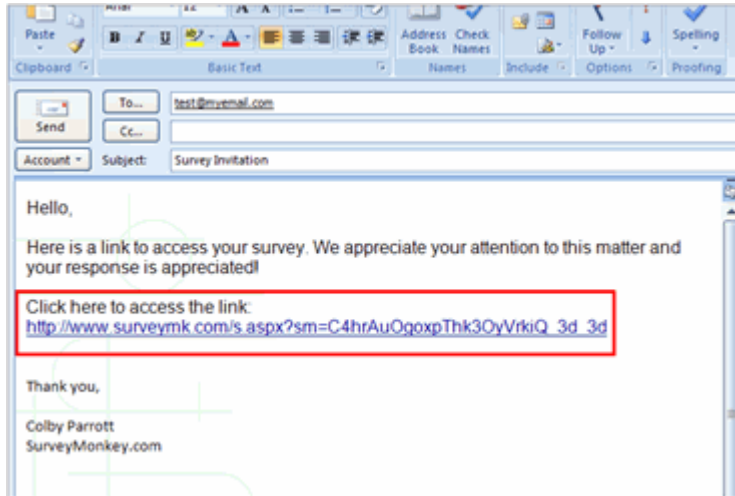 Arial 12 A A
Paste B I U A Address Check Follow Spelling
Book Names Up
Clipboard Basic Text Names Include Options Proofing
To... test@myemail.com
Send
Cc...
Account Subject: Survey Invitation
Hello,
Here is a link to access your survey. We appreciate your attention to this matter and
your response is appreciated!
Click here to access the link:
http://www.surveymk.com/s.aspx?sm=C4hrAuOgoxpThk3OyVrkiQ_3d_3d
Thank you,
Colby Parrott
SurveyMonkey.com